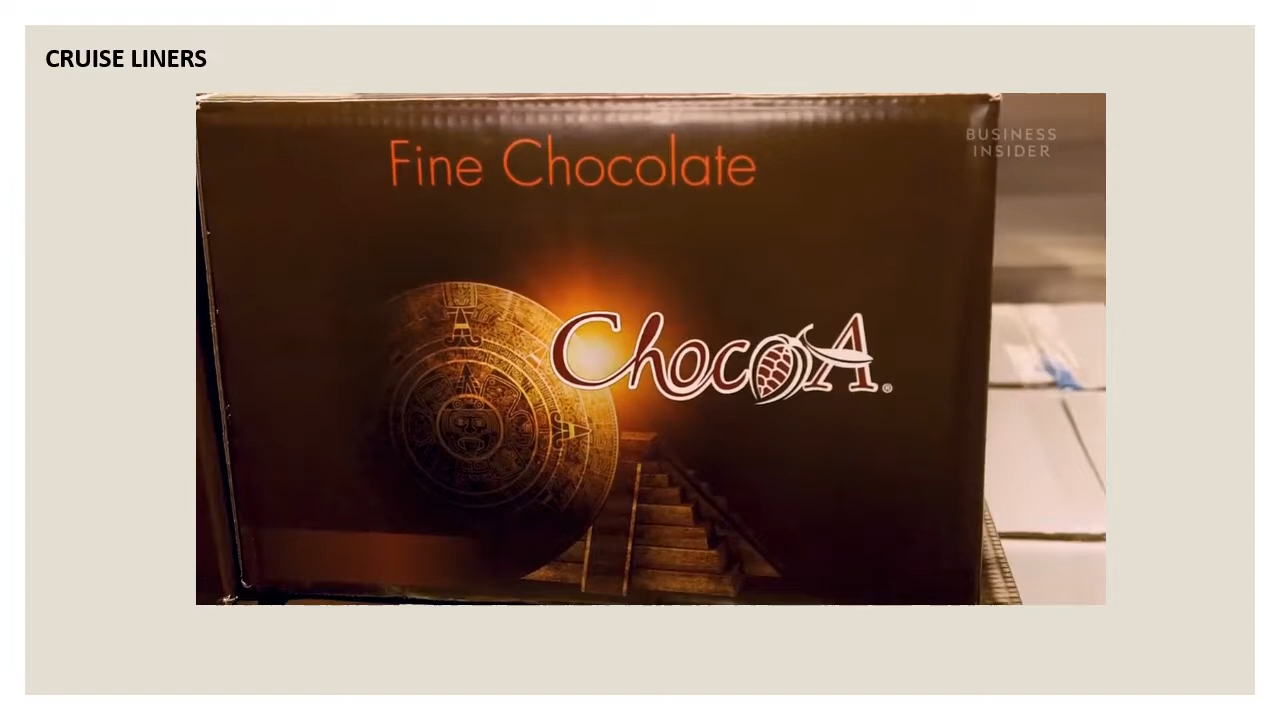 CRUISE LINERS
BUSINESS
INSIDER
Fine Chocolate
ChocoA®